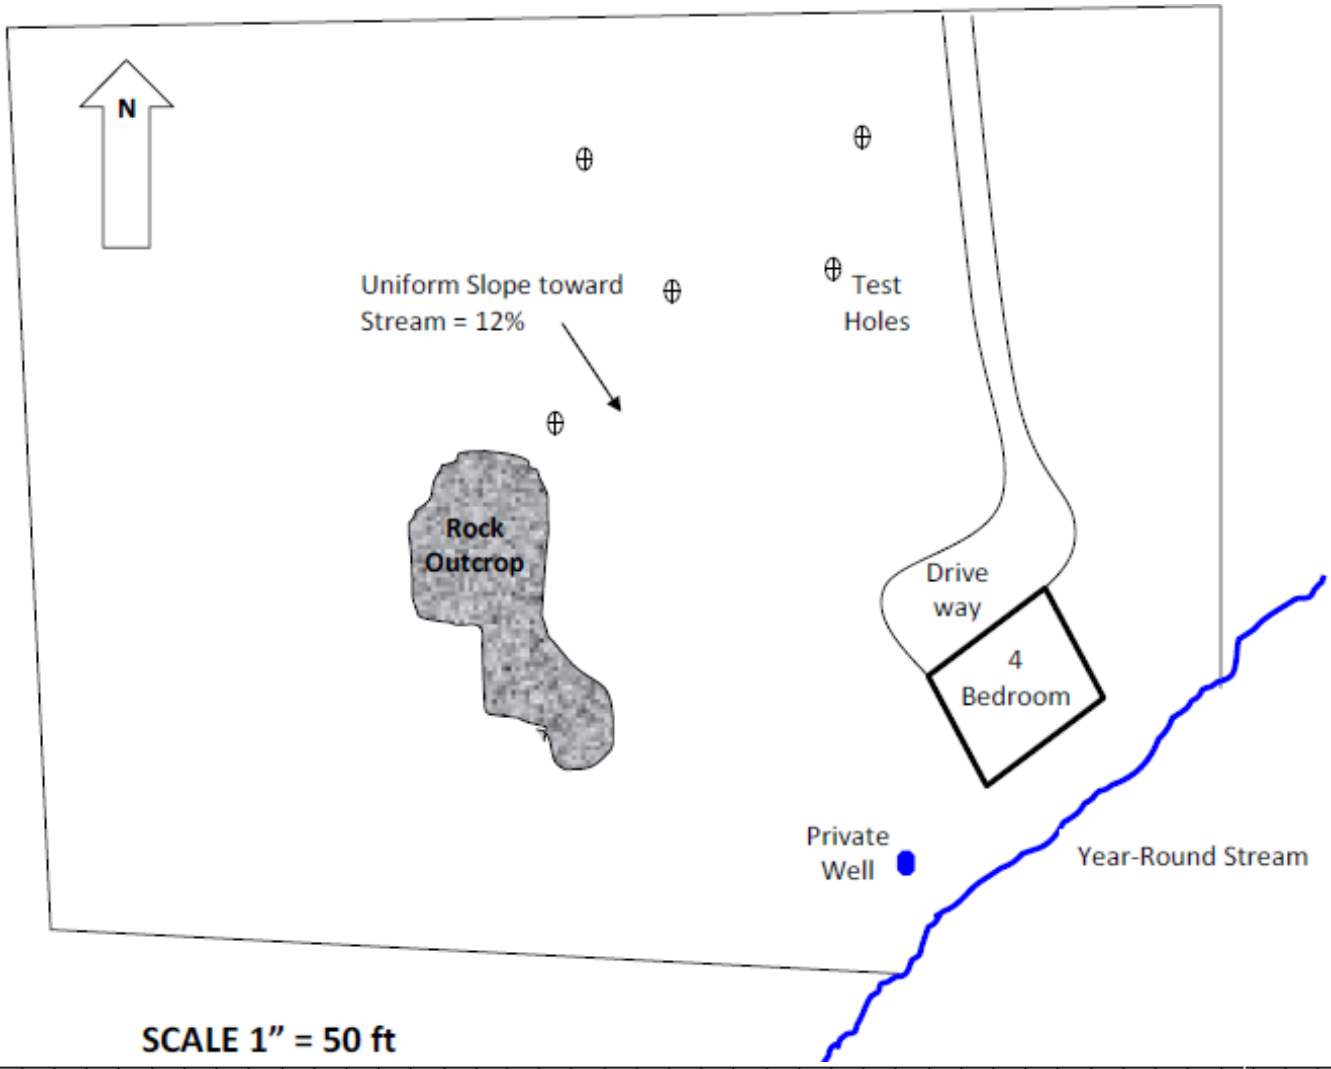 N
Uniform Slope toward
Stream = 12%
Test
Holes
Rock
Outcrop
Drive
way
4
Bedroom
Private
Well
Year-Round Stream
SCALE 1” = 50 ft